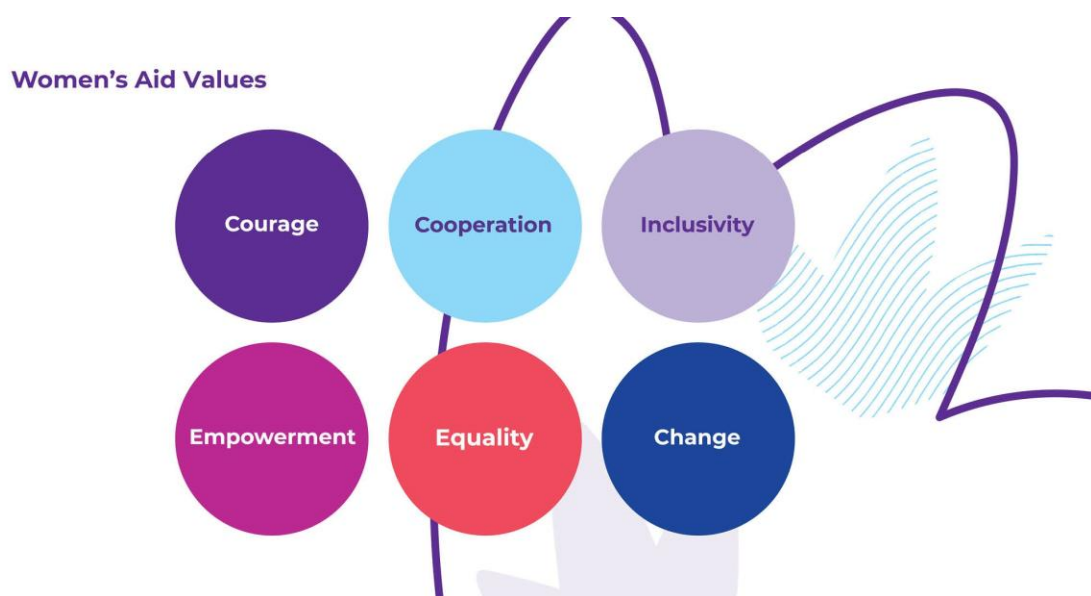 Women’s Aid Values
Courage
Cooperation
Inclusivity
Empowerment
Equality
Change